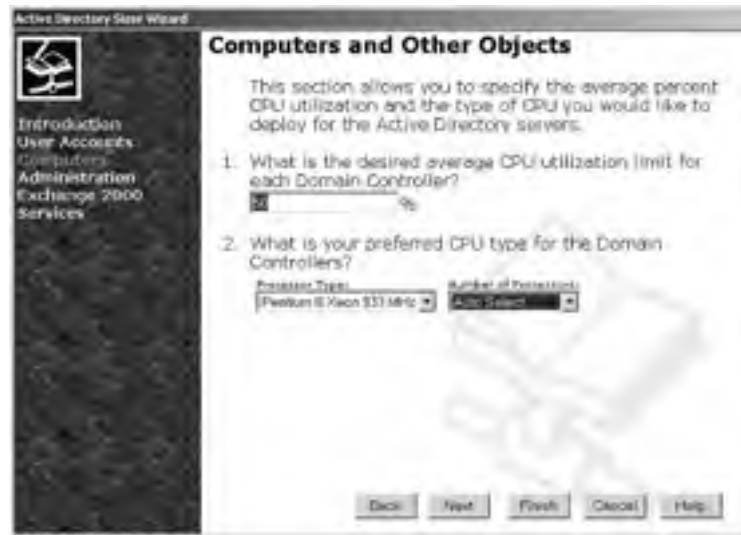 Active Directory Sizer Wizard
Introduction
User Accounts
Computers
Administration
Exchange 2000
Services
Computers and Other Objects
This section allows you to specify the average percent
CPU utilization and the type of CPU you would like to
deploy for the Active Directory servers.
1. What is the desired average CPU utilization limit for
each Domain Controller?
%
2. What is your preferred CPU type for the Domain
Controllers?
Processor Type: Number of Processors:
Pentium III Xeon MHz Auto Select
Back Next Finish Cancel Help